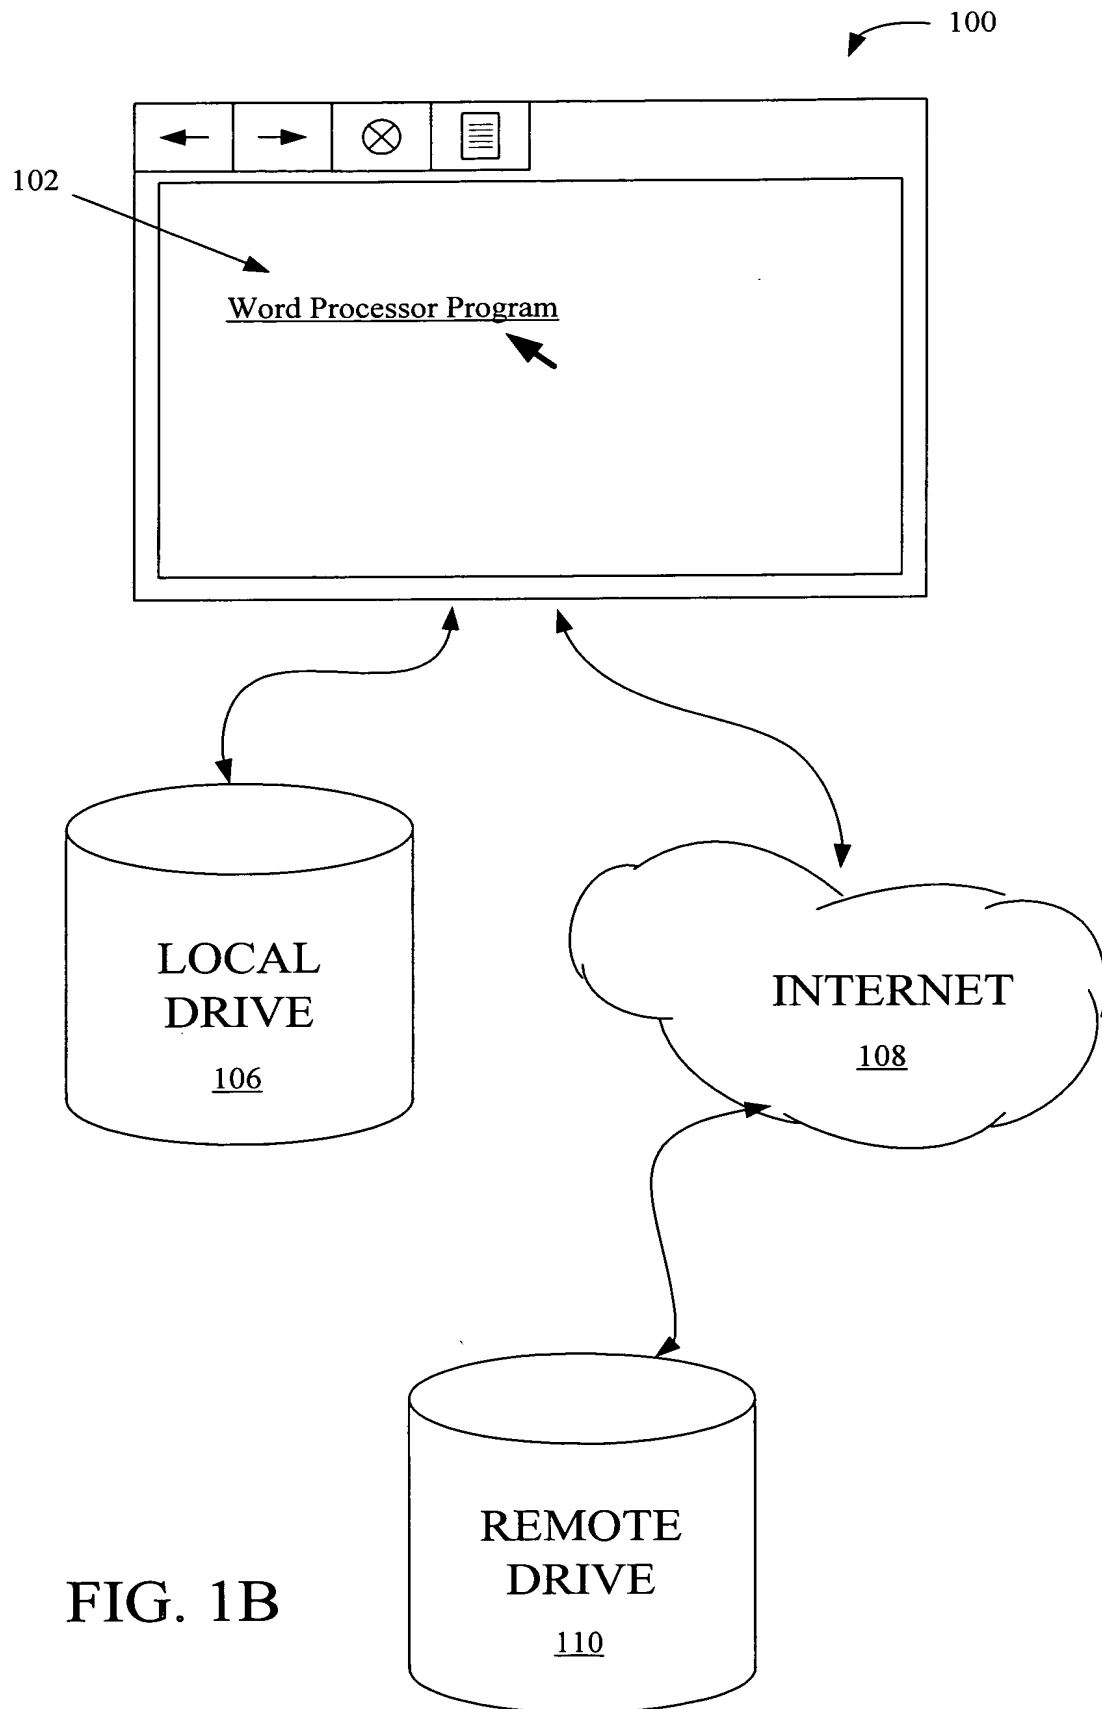 100
102
Word Processor Program
LOCAL
DRIVE
106
INTERNET
108
REMOTE
DRIVE
110
FIG. 1B